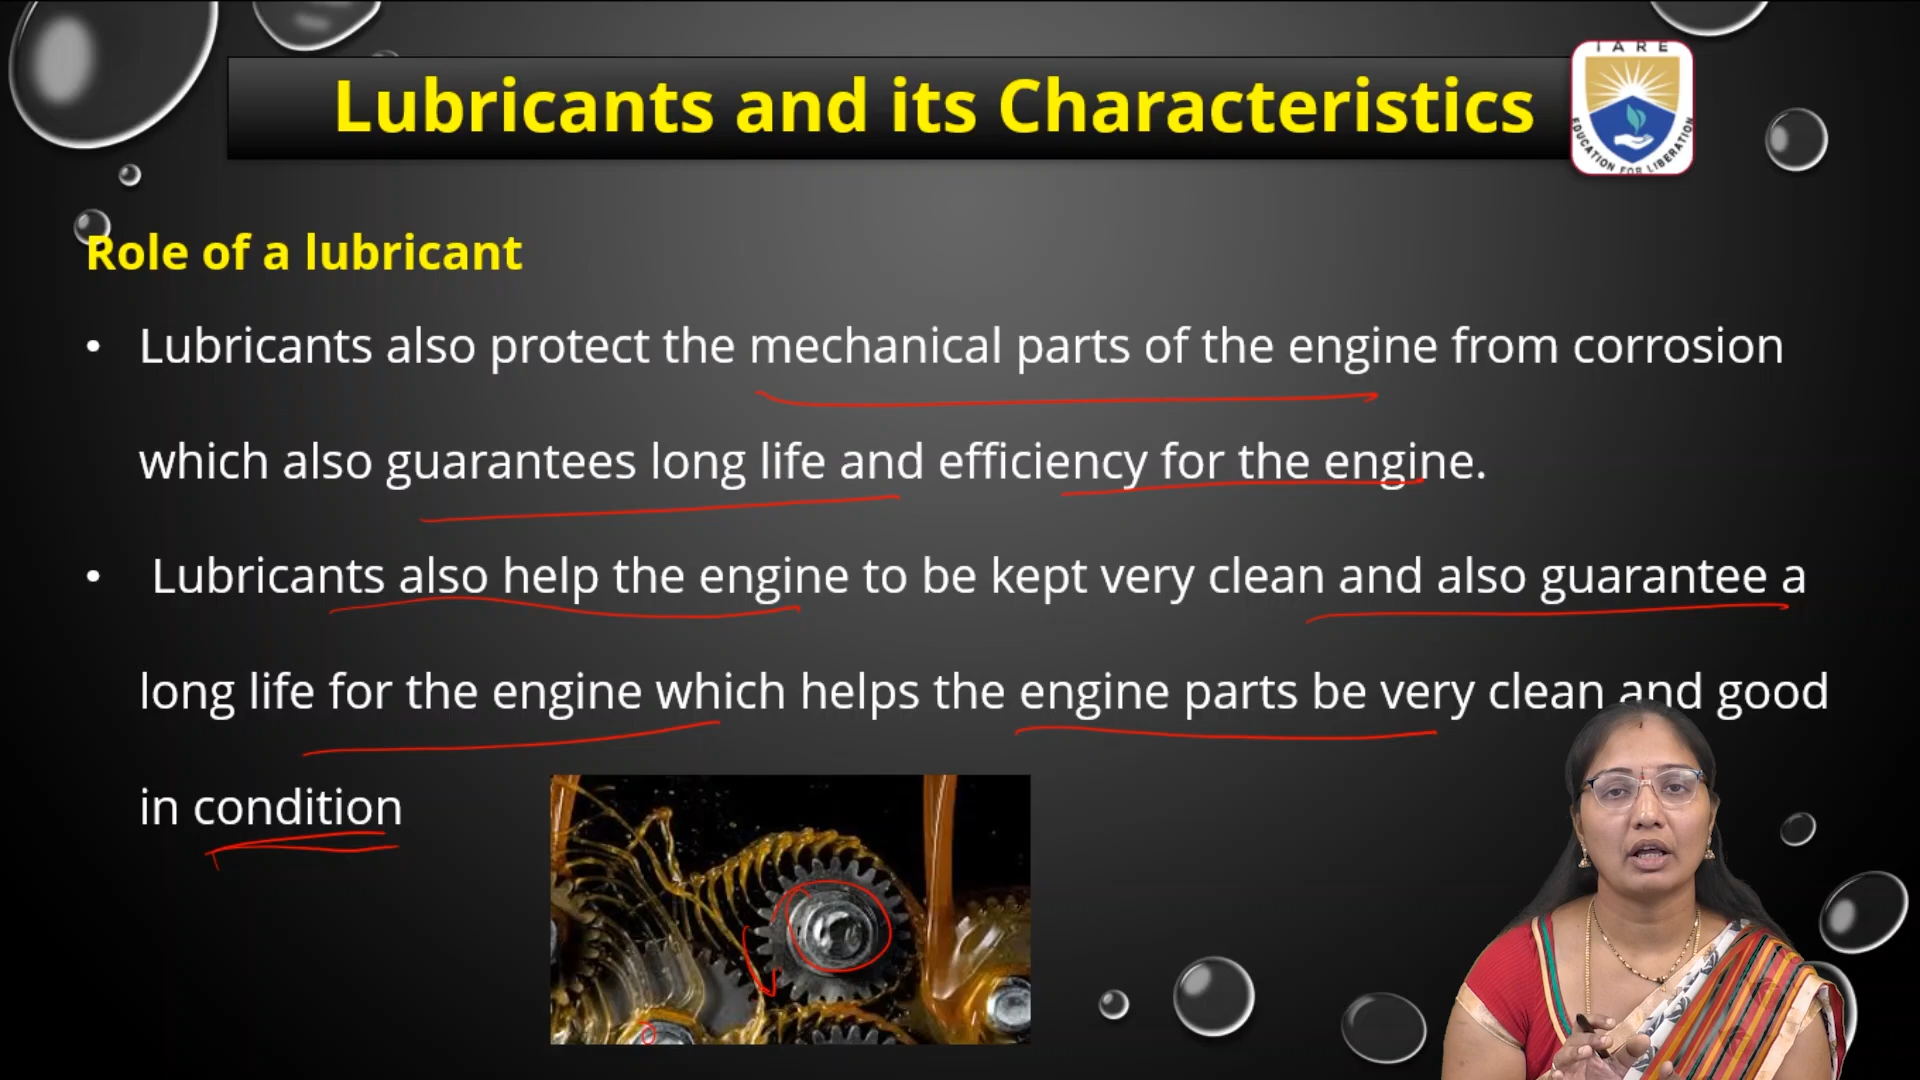 Lubricants and its Characteristics
IARE
EDUCATION FOR LIBERATION
Role of a lubricant
• Lubricants also protect the mechanical parts of the engine from corrosion
which also guarantees long life and efficiency for the engine.
• Lubricants also help the engine to be kept very clean and also guarantee a
long life for the engine which helps the engine parts be very clean and good
in condition